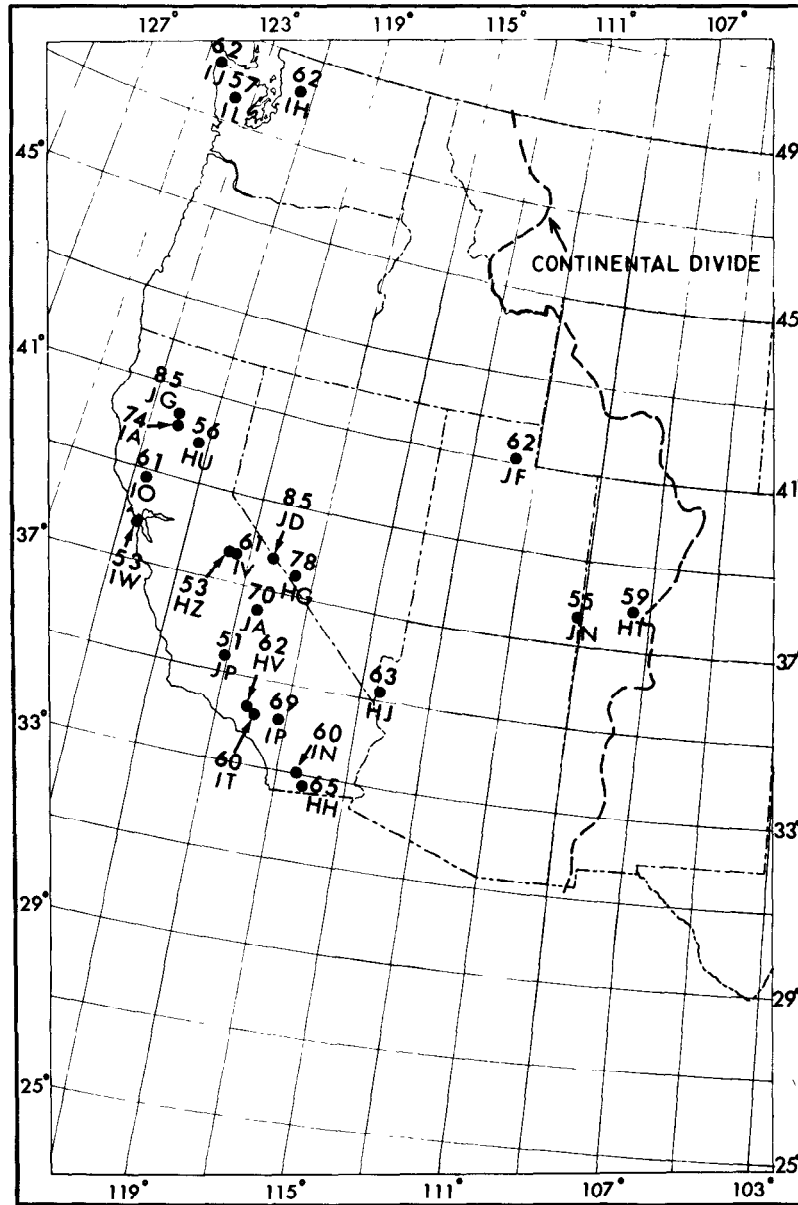 127° 123° 119° 115° 111° 107°
62
IJ
57
IL
62
IH
45°
49°
CONTINENTAL DIVIDE
45°
41°
85
JG
74
IA
56
HU
62
JF
41°
61
IO
85
JD
37°
53
IW
53
HZ
61
IV
78
HG
70
JA
55
JN
59
HI
37°
51
JP
62
HV
63
HJ
69
IP
33°
60
IT
60
IN
65
HH
33°
29°
29°
25°
25°
119° 115° 111° 107° 103°